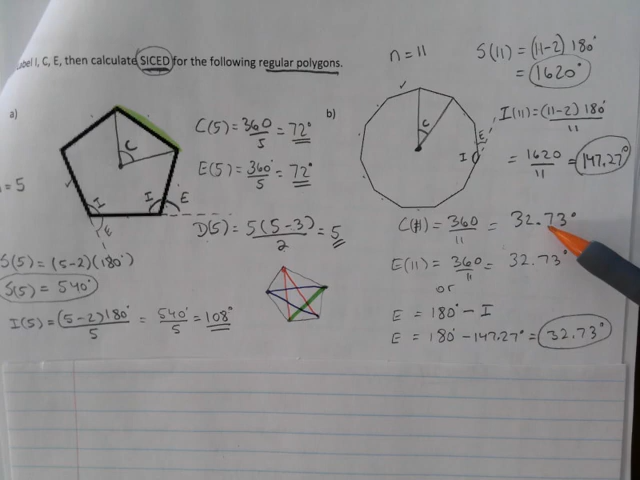 Label I, C, E, then calculate SICED for the following regular polygons.
a)
C
I
I
E
E
n = 5
C(5) = 360/5 = 72°
E(5) = 360°/5 = 72°
D(5) = 5(5-3)/2 = 5
S(5) = (5-2)(180°)
S(5) = 540°
I(5) = (5-2)180°/5 = 540°/5 = 108°
b)
n = 11
C
E
I
S(11) = (11-2)180°
= 1620°
I(11) = (11-2)180°/11
= 1620/11 = 147.27°
C(11) = 360/11 = 32.73°
E(11) = 360/11 = 32.73°
or
E = 180° - I
E = 180° - 147.27° = 32.73°